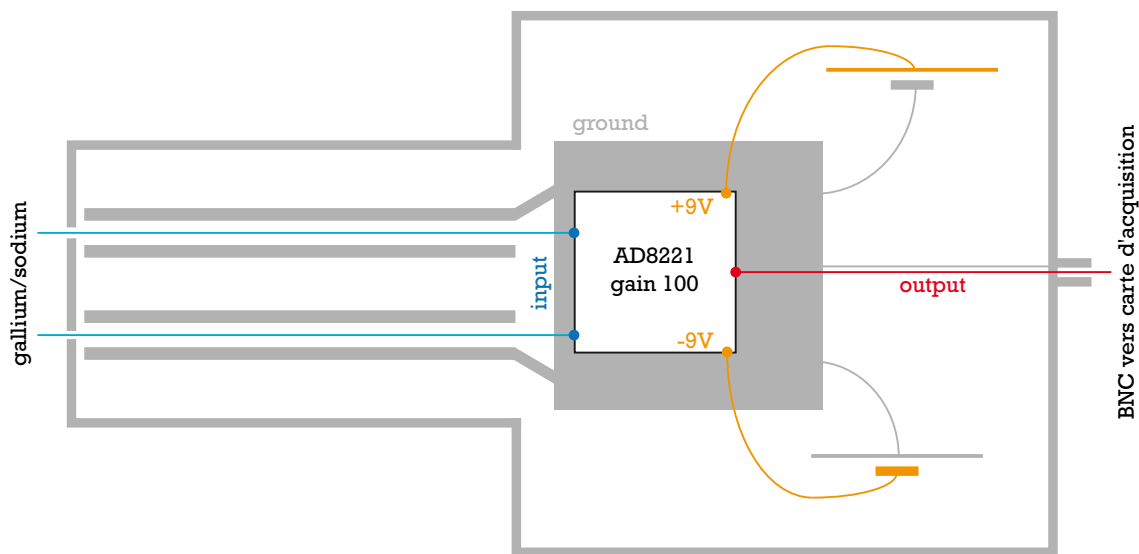 ground
+9V
gallium/sodium
input
AD8221
gain 100
output
-9V
BNC vers carte d'acquisition